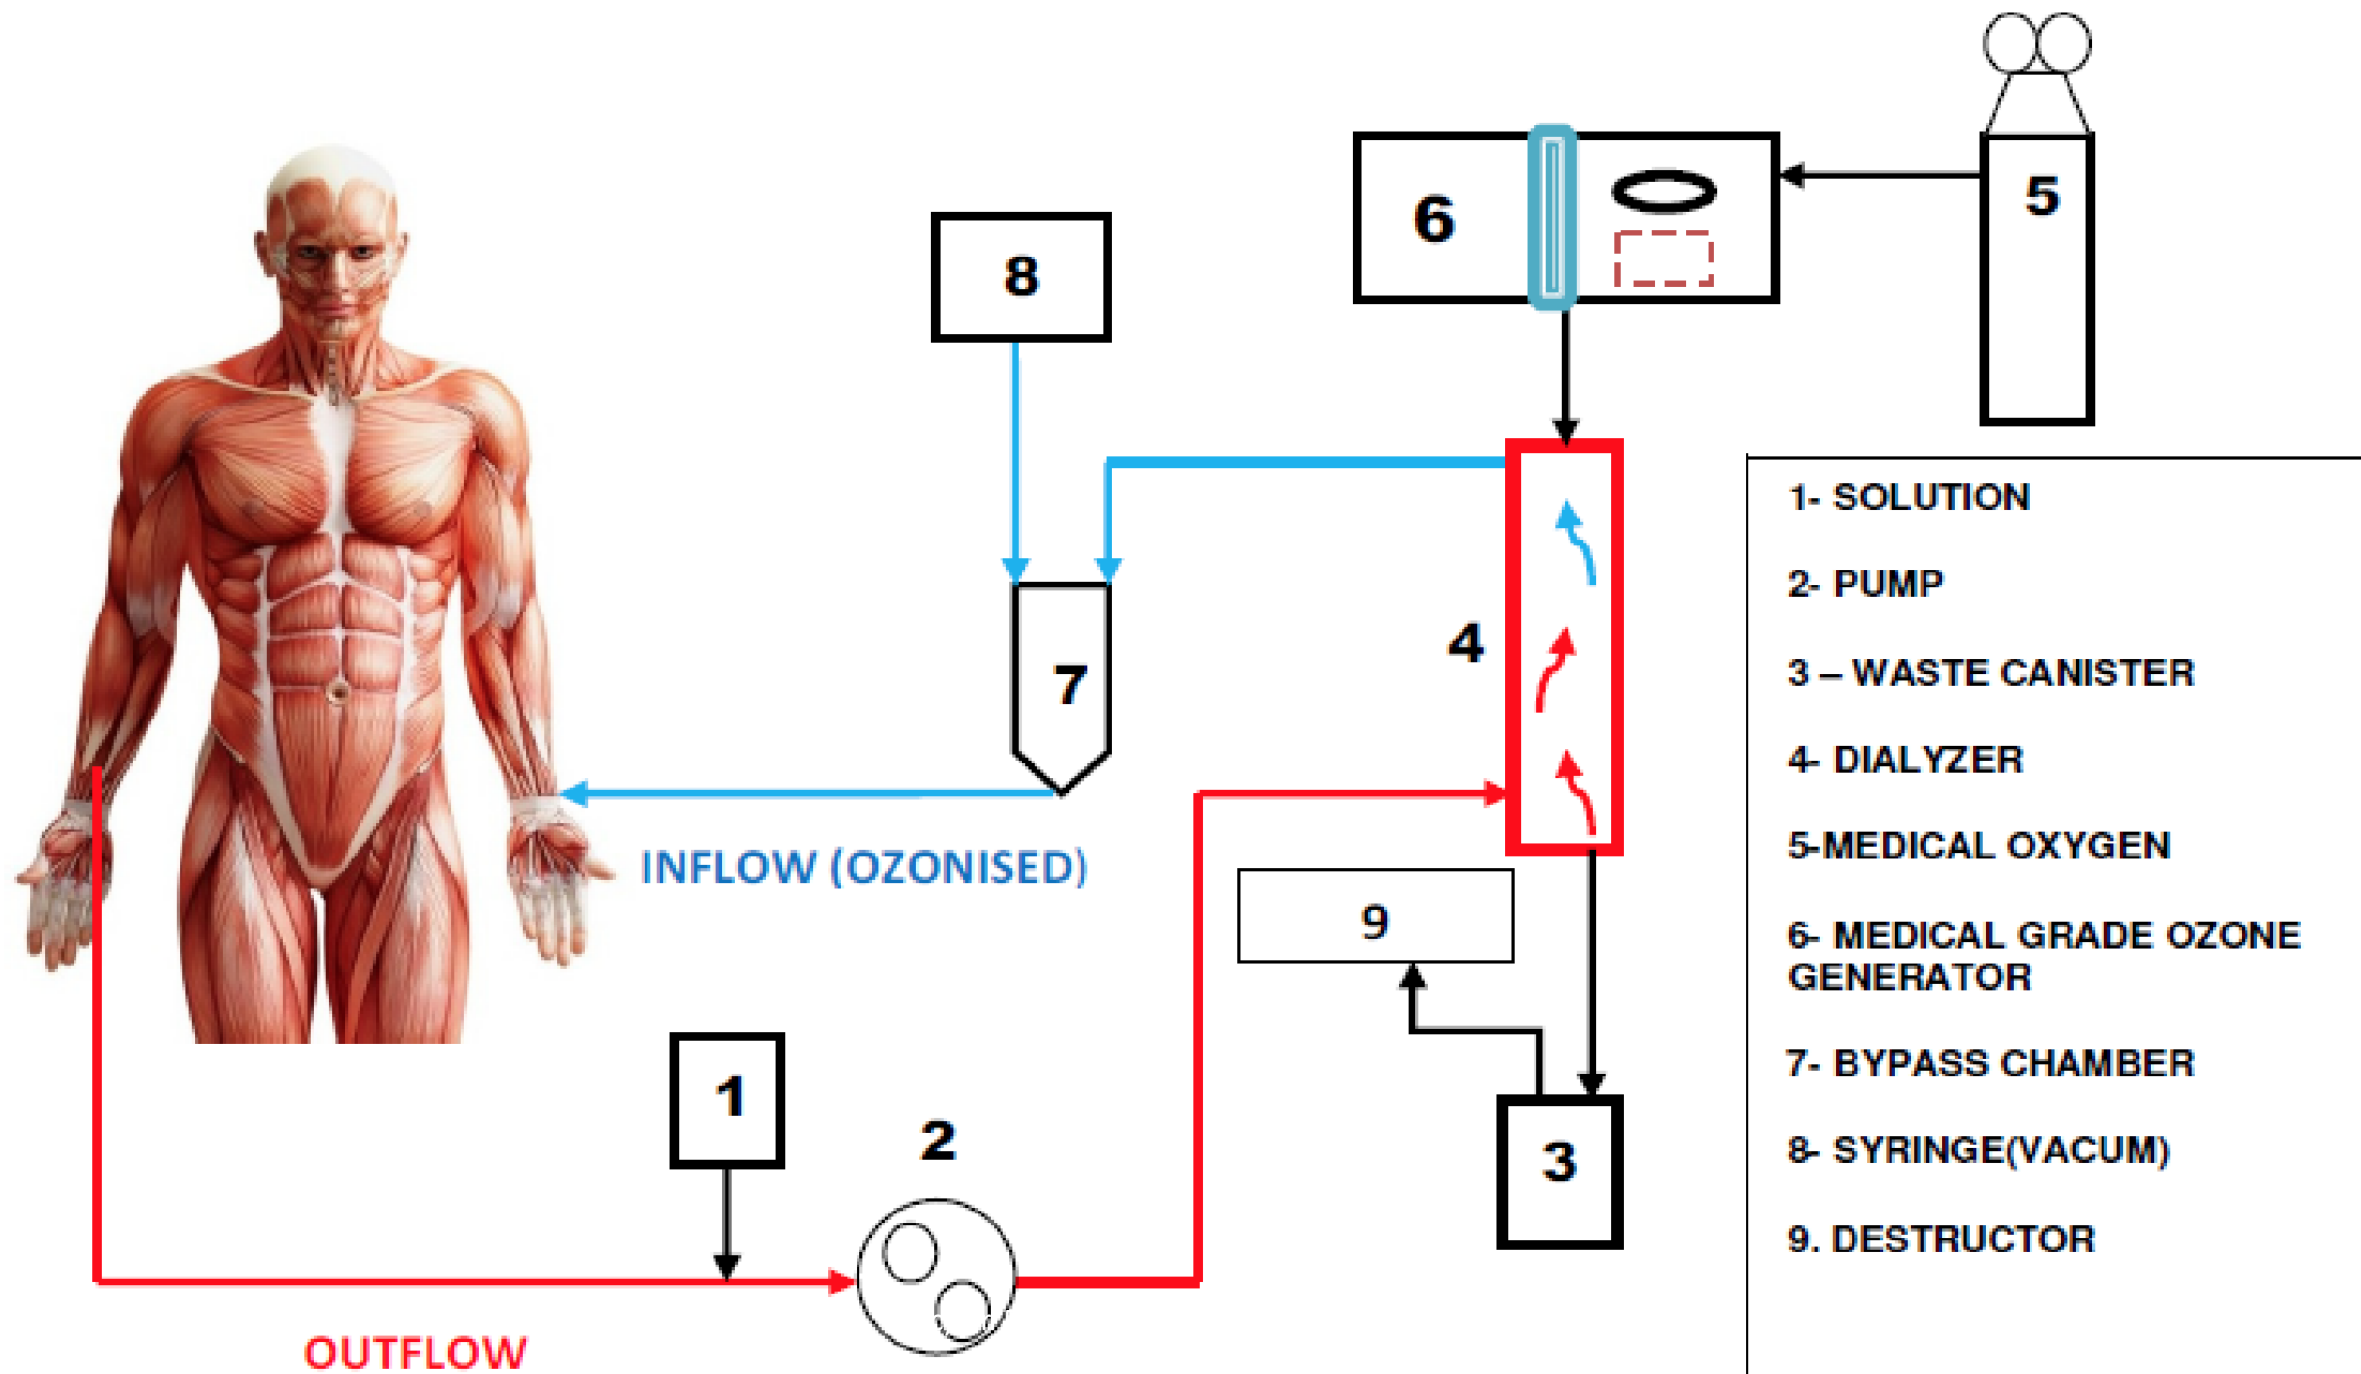 5
6
8
4
7
INFLOW (OZONISED)
9
1
2
3
OUTFLOW
1- SOLUTION
2- PUMP
3 – WASTE CANISTER
4- DIALYZER
5-MEDICAL OXYGEN
6- MEDICAL GRADE OZONE
GENERATOR
7- BYPASS CHAMBER
8- SYRINGE(VACUM)
9. DESTRUCTOR